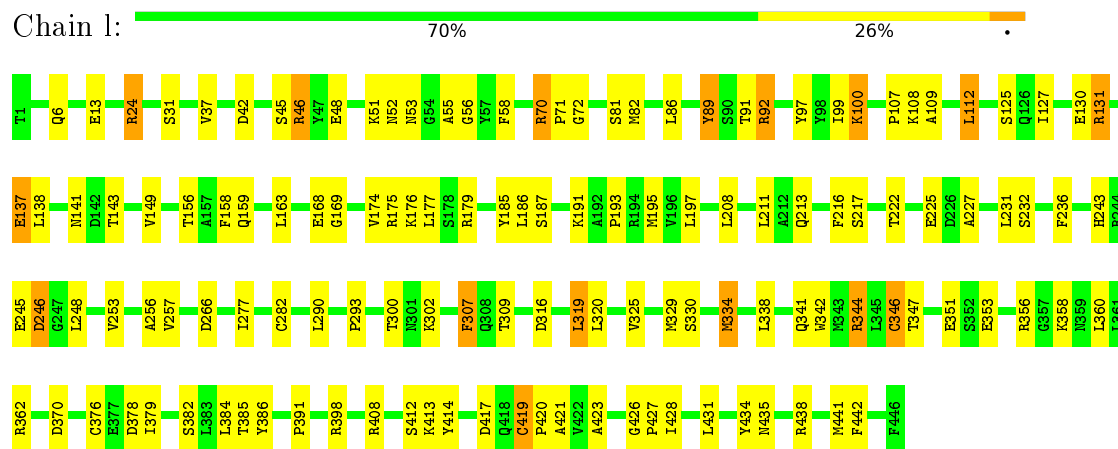 Chain l:
70% 26% •
T1 Q6 E13 R24 S31 V37 D42 S45 R46 Y47 E48 K51 N52 N53 G54 A55 G56 Y57 F58 R70 P71 G72 S81 M82 L86 Y89 S90 T91 R92 Y97 Y98 I99 K100 P107 K108 A109 L112 S125 Q126 I127 E130 R131
E137 L138 N141 D142 T143 V149 T156 A157 F158 Q159 L163 E168 G169 V174 R175 K176 L177 S178 R179 Y185 L186 S187 K191 A192 P193 R194 M195 V196 L197 L208 L211 A212 Q213 F216 S217 T222 E225 D226 A227 L231 S232 F236 H243 R244
E245 D246 G247 L248 V253 A256 V257 D266 I277 C282 L290 P293 T300 N301 K302 F307 Q308 T309 D316 L319 L320 V325 M329 S330 M334 L338 Q341 W342 M343 R344 L345 C346 T347 E351 S352 E353 R356 G357 K358 N359 L360 L361
R362 D370 C376 E377 D378 I379 S382 L383 L384 T385 Y386 P391 R398 R408 S412 K413 Y414 D417 Q418 C419 P420 A421 V422 A423 G426 P427 I428 L431 Y434 N435 R438 M441 F442 F446